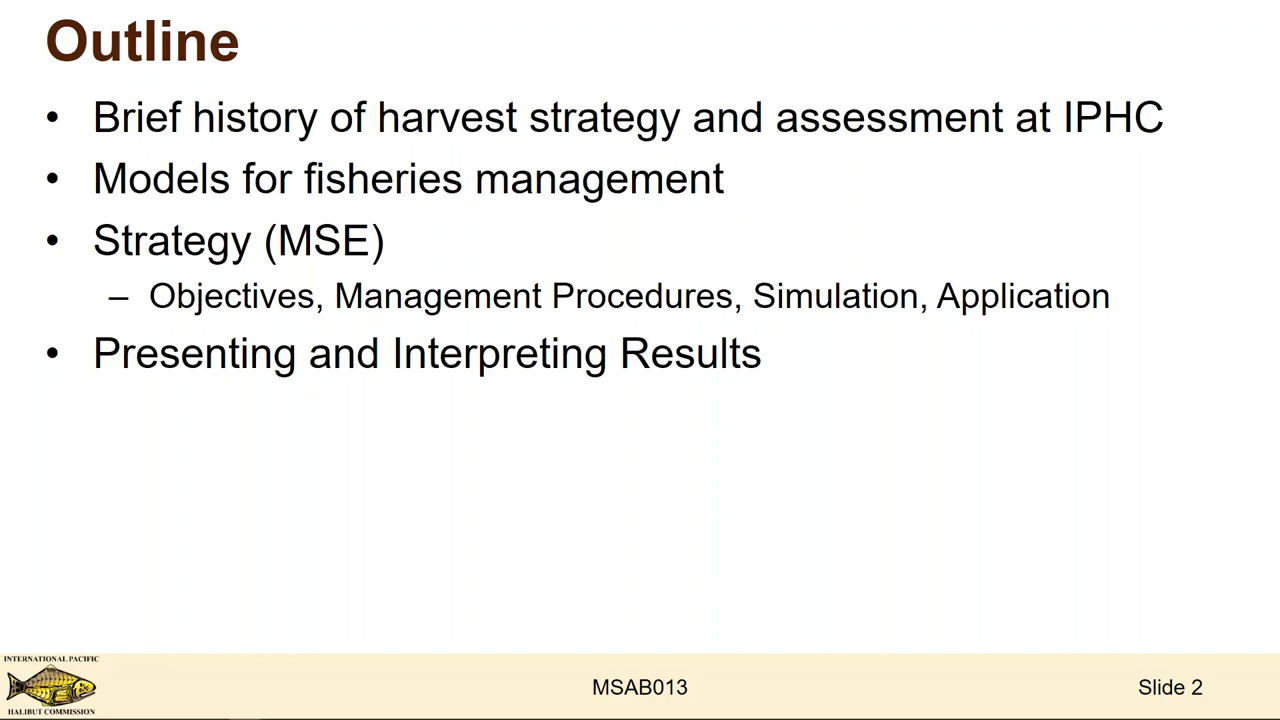 Outline
• Brief history of harvest strategy and assessment at IPHC
• Models for fisheries management
• Strategy (MSE)
– Objectives, Management Procedures, Simulation, Application
• Presenting and Interpreting Results
INTERNATIONAL PACIFIC
HALIBUT COMMISSION
MSAB013
Slide 2